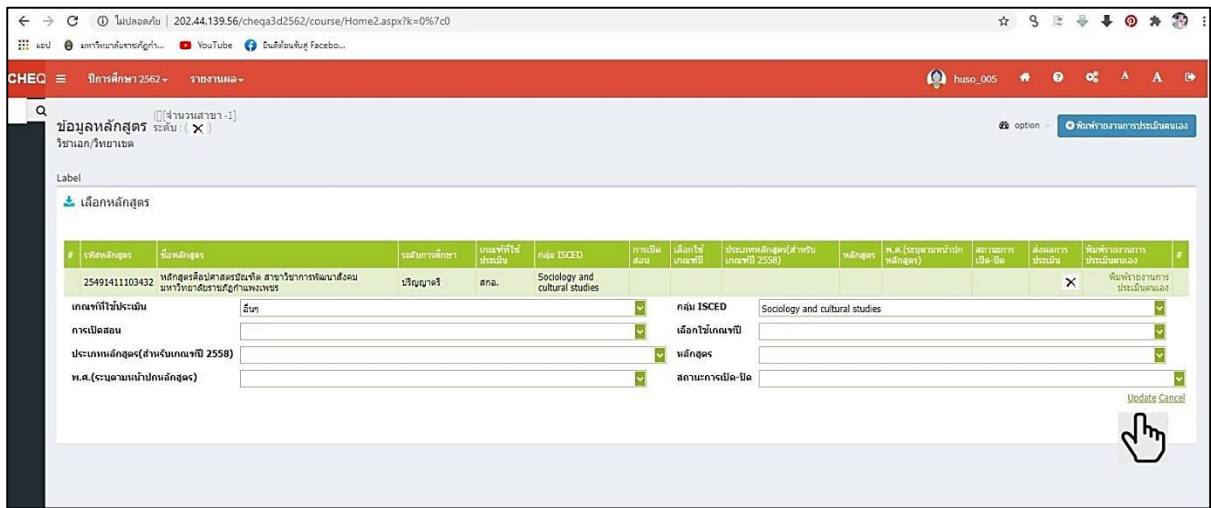 ไม่ปลอดภัย | 202.44.139.56/cheqa3d2562/course/Home2.aspx?k=0%7c0
แอป มหาวิทยาลัยราชภัฏกำ... YouTube ยินดีต้อนรับสู่ Facebo...
CHEQ ปีการศึกษา 2562 รายงานผล huso_005 A A
ข้อมูลหลักสูตร ([][จำนวนสาขา -1] ระดับ : ( ) option > พิมพ์รายงานการประเมินตนเอง
วิชาเอก/วิทยาเขต
Label
เลือกหลักสูตร
# รหัสหลักสูตร ชื่อหลักสูตร ระดับการศึกษา เกณฑ์ที่ใช้ประเมิน กลุ่ม ISCED การเปิดสอน เลือกใช้เกณฑ์ปี ประเภทหลักสูตร(สำหรับเกณฑ์ปี 2558) หลักสูตร พ.ศ.(ระบุตามหน้าปกหลักสูตร) สถานะการเปิด-ปิด ส่งผลการประเมิน พิมพ์รายงานการประเมินตนเอง #
25491411103432 หลักสูตรศิลปศาสตรบัณฑิต สาขาวิชาการพัฒนาสังคม มหาวิทยาลัยราชภัฏกำแพงเพชร ปริญญาตรี สกอ. Sociology and cultural studies พิมพ์รายงานการประเมินตนเอง
เกณฑ์ที่ใช้ประเมิน อื่นๆ กลุ่ม ISCED Sociology and cultural studies
การเปิดสอน เลือกใช้เกณฑ์ปี
ประเภทหลักสูตร(สำหรับเกณฑ์ปี 2558) หลักสูตร
พ.ศ.(ระบุตามหน้าปกหลักสูตร) สถานะการเปิด-ปิด
Update Cancel